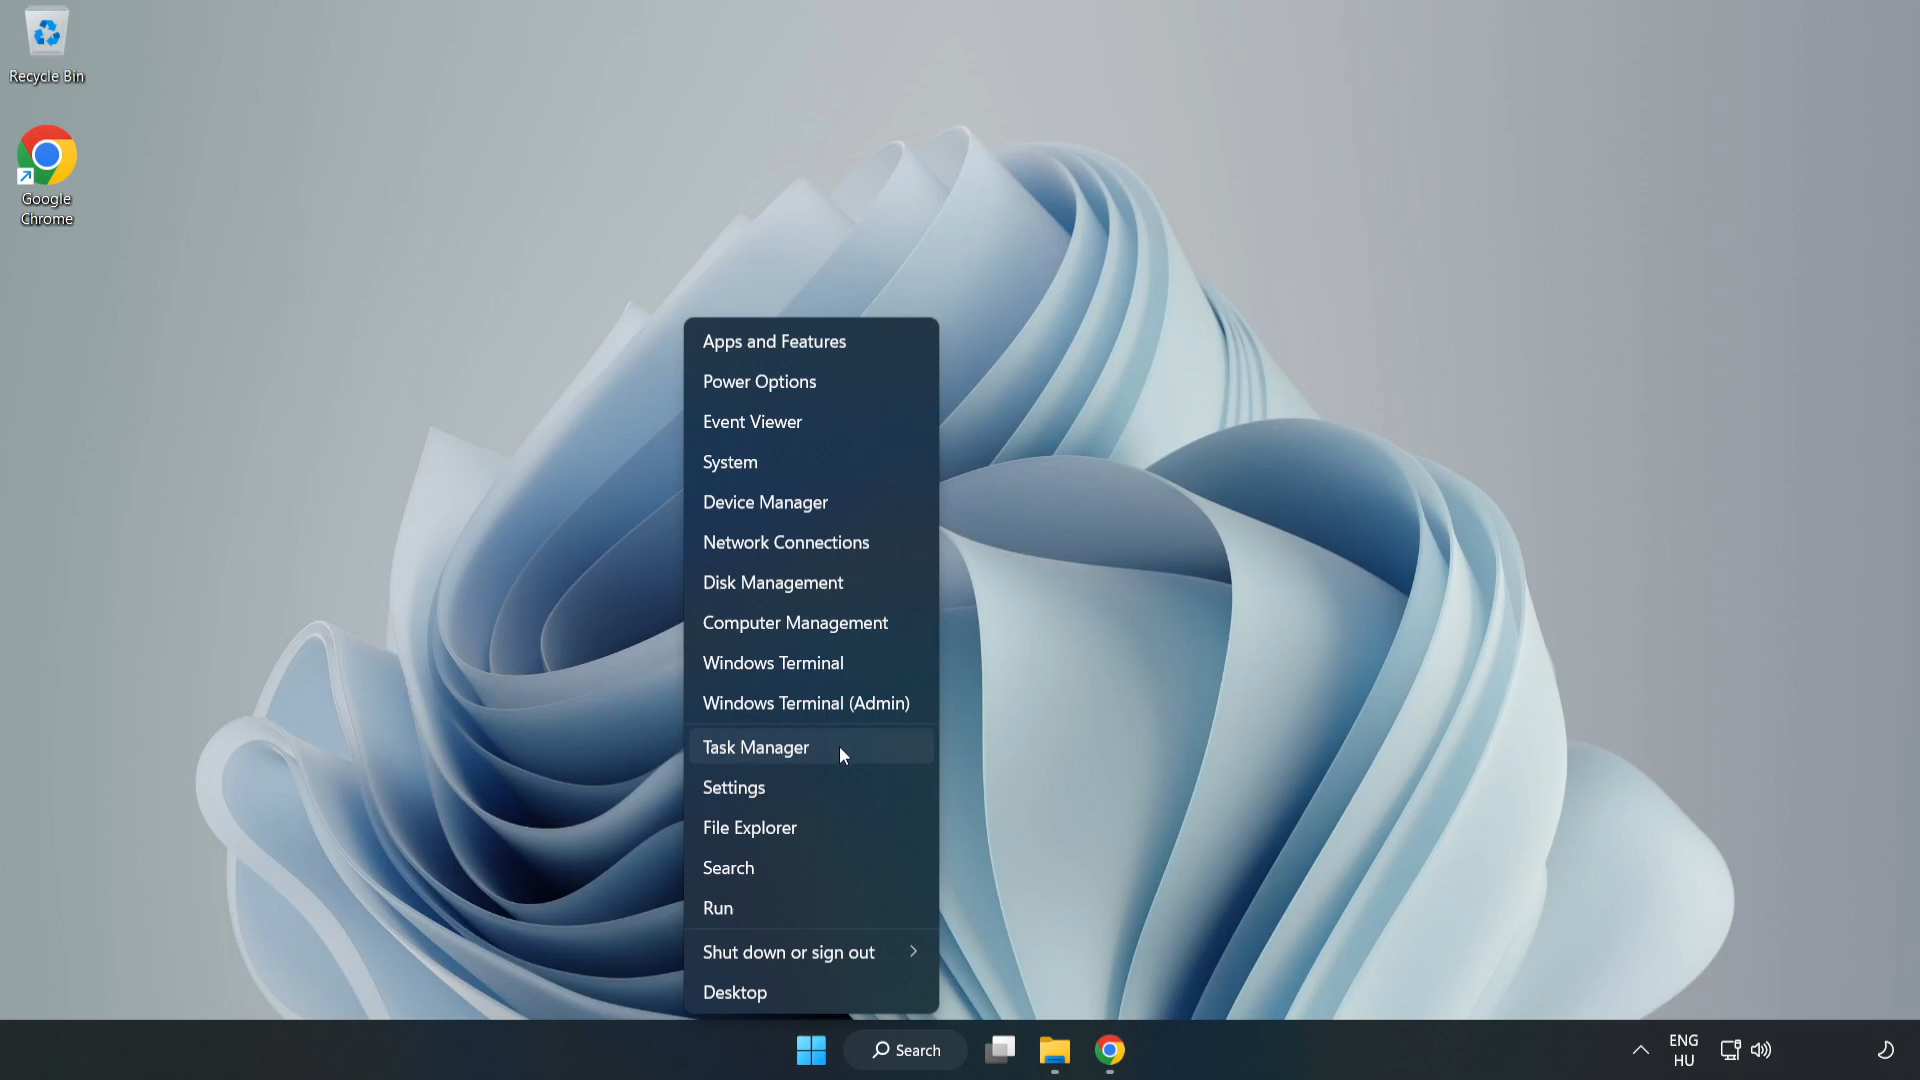 Recycle Bin
Google
Chrome
Apps and Features
Power Options
Event Viewer
System
Device Manager
Network Connections
Disk Management
Computer Management
Windows Terminal
Windows Terminal (Admin)
Task Manager
Settings
File Explorer
Search
Run
Shut down or sign out
Desktop
Search
ENG
HU